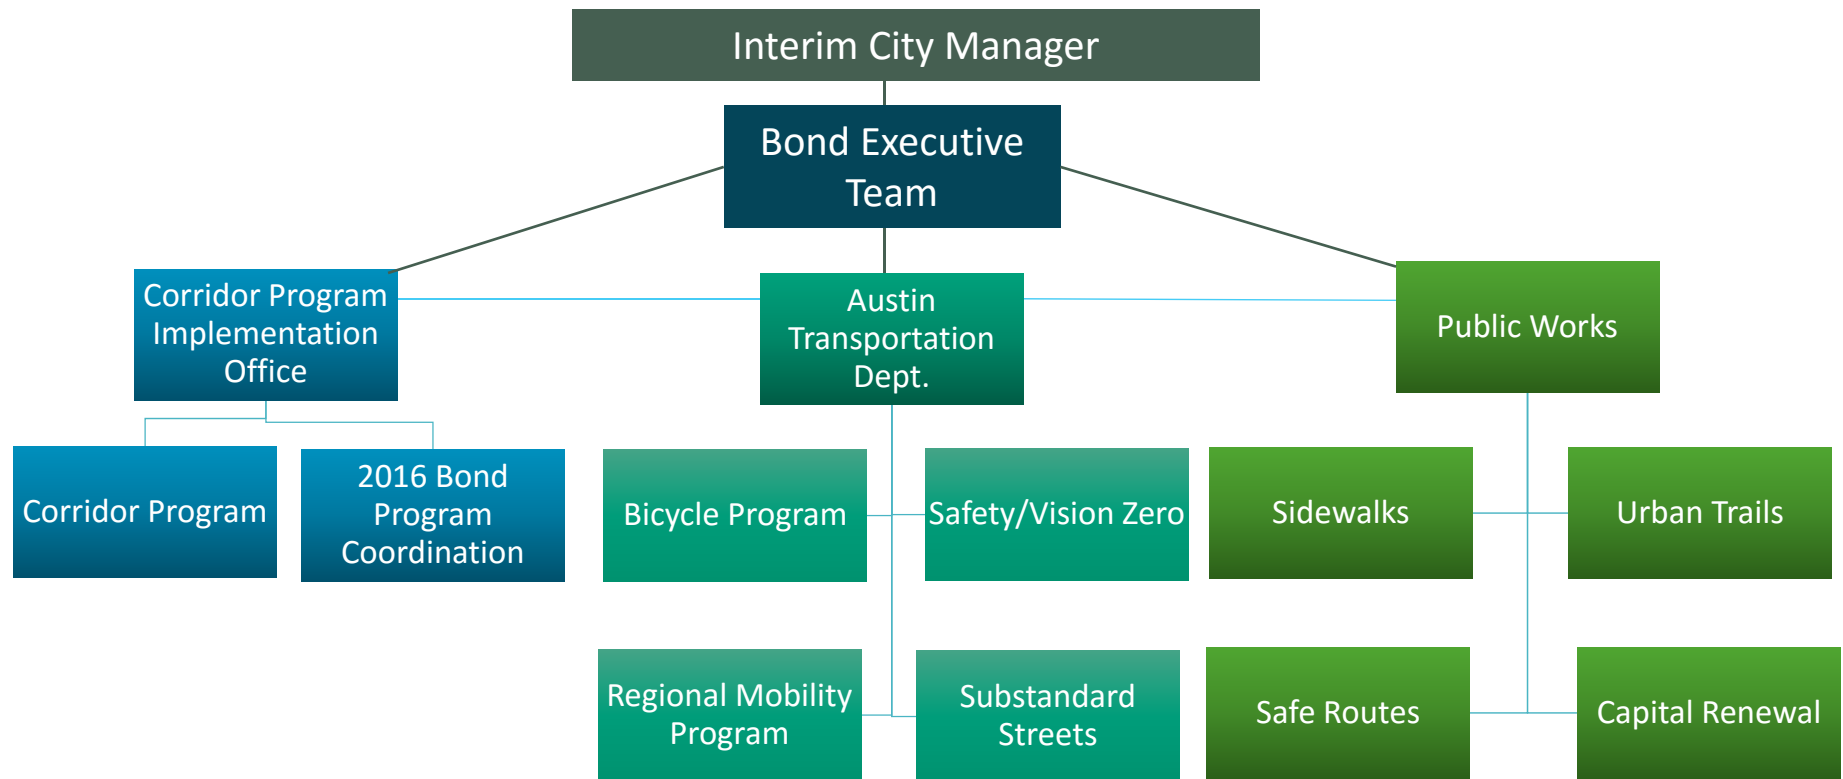 Interim City Manager
Bond Executive
Team
Corridor Program
Implementation
Office
Austin
Transportation
Dept.
Public Works
Corridor Program
2016 Bond
Program
Coordination
Bicycle Program
Safety/Vision Zero
Sidewalks
Urban Trails
Regional Mobility
Program
Substandard
Streets
Safe Routes
Capital Renewal